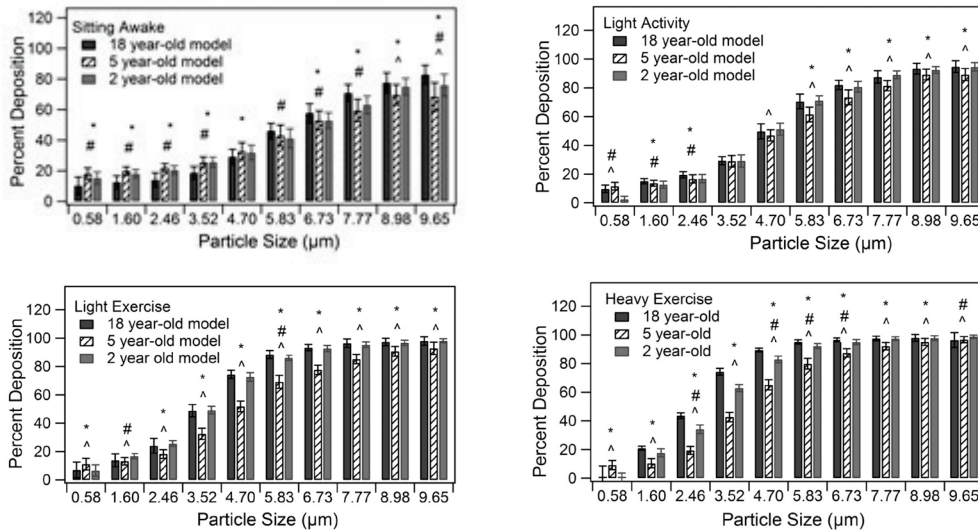 Percent Deposition
120
100
80
60
40
20
0
Sitting Awake
18 year-old model
5 year-old model
2 year-old model
* # * # * # * # * # * # * # * ^ * # ^
0.58 1.60 2.46 3.52 4.70 5.83 6.73 7.77 8.98 9.65
Particle Size (µm)
Percent Deposition
120
100
80
60
40
20
0
Light Activity
18 year-old model
5 year-old model
2 year-old model
# ^ * # * # ^ * ^ * ^ * ^ * ^ * ^
0.58 1.60 2.46 3.52 4.70 5.83 6.73 7.77 8.98 9.65
Particle Size (µm)
Percent Deposition
120
100
80
60
40
20
0
Light Exercise
18 year-old model
5 year-old model
2 year old model
* ^ # ^ * ^ * ^ * ^ * # ^ * ^ * ^ * ^ * ^
0.58 1.60 2.46 3.52 4.70 5.83 6.73 7.77 8.98 9.65
Particle Size (µm)
Percent Deposition
120
100
80
60
40
20
0
Heavy Exercise
18 year-old
5 year-old
2 year-old
* ^ * ^ * # ^ * ^ * # ^ * # ^ * # ^ * ^ * ^ # ^
0.58 1.60 2.46 3.52 4.70 5.83 6.73 7.77 8.98 9.65
Particle Size (µm)